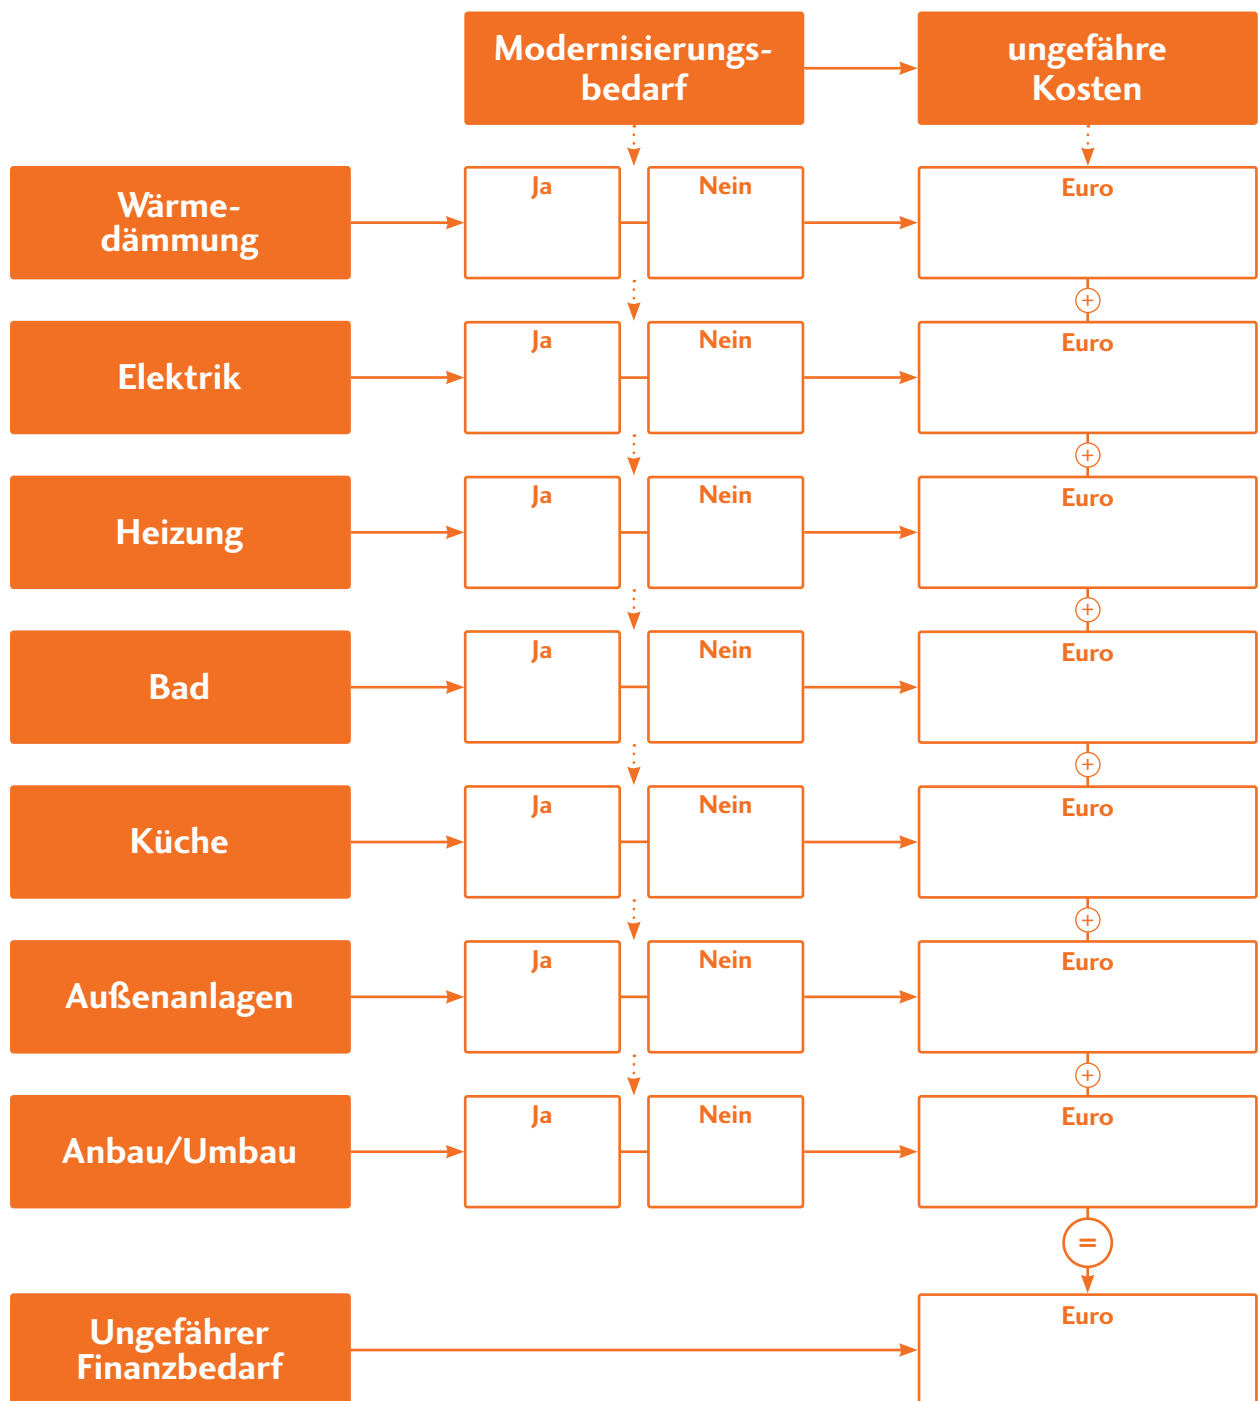 Modernisierungs-
bedarf
ungefähre
Kosten
Wärme-
dämmung
Ja
Nein
Euro
+
Elektrik
Ja
Nein
Euro
+
Heizung
Ja
Nein
Euro
+
Bad
Ja
Nein
Euro
+
Küche
Ja
Nein
Euro
+
Außenanlagen
Ja
Nein
Euro
+
Anbau/Umbau
Ja
Nein
Euro
=
Ungefährer
Finanzbedarf
Euro